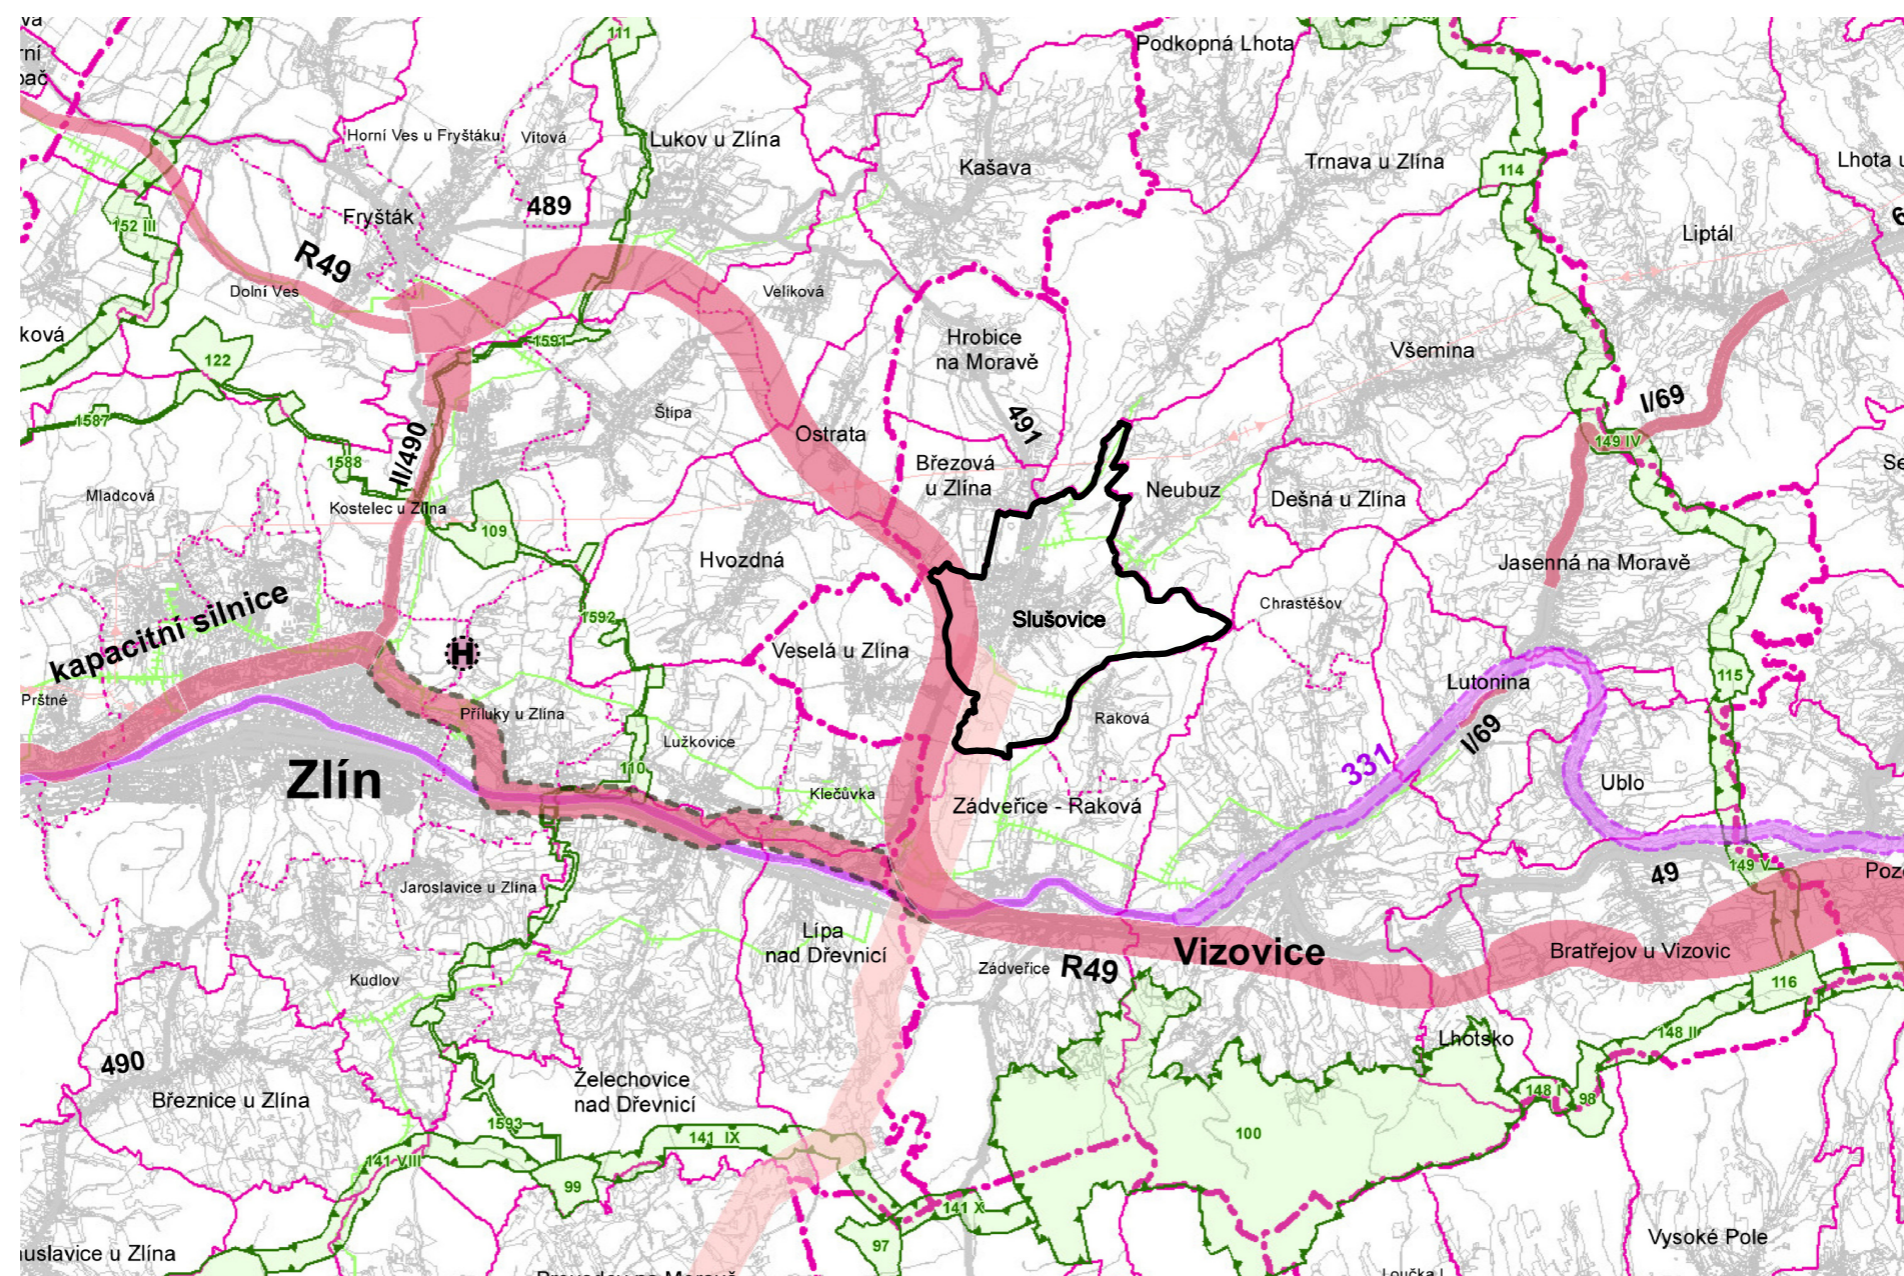 111
Podkopná Lhota
Horní Ves u Fryštáku
Vítová
Lukov u Zlína
Kašava
Trnava u Zlína
114
489
Fryšták
152 III
R49
Dolní Ves
Veliková
Liptál
ková
122
1591
Hrobice
na Moravě
Všemina
I/69
1587
1588
Štípa
491
Ostrata
149 IV
II/490
Březová
u Zlína
Mladcová
Kostelec u Zlína
109
Neubuz
Dešná u Zlína
Hvozdná
Jasenná na Moravě
kapacitní silnice
1592
Slušovice
Chrastěšov
H
Veselá u Zlína
Lutonina
115
Prštné
Příluky u Zlína
Raková
Lužkovice
I/69
331
110
Zlín
Klečůvka
Zádveřice - Raková
Ublo
49
149 V
Jaroslavice u Zlína
Lípa
nad Dřevnicí
Vizovice
Bratřejov u Vizovic
Zádveřice
R49
Kudlov
116
148 II
Lhotsko
490
Želechovice
nad Dřevnicí
Březnice u Zlína
148
98
1593
141 IX
100
141 VIII
99
141 X
97
Vysoké Pole
uslavice u Zlína